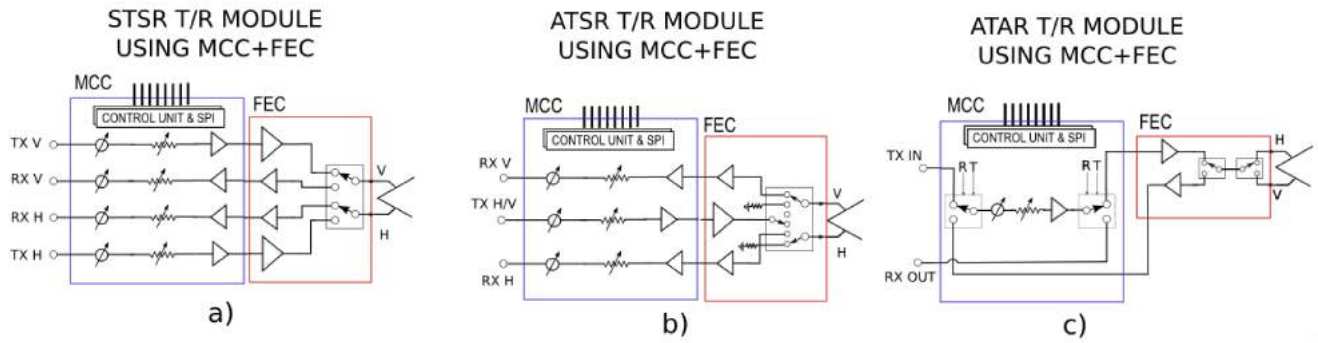 STSR T/R MODULE
USING MCC+FEC
MCC
CONTROL UNIT & SPI
FEC
TX V
RX V
RX H
TX H
V
H
a)
ATSR T/R MODULE
USING MCC+FEC
MCC
CONTROL UNIT & SPI
FEC
RX V
TX H/V
RX H
V
H
b)
ATAR T/R MODULE
USING MCC+FEC
MCC
CONTROL UNIT & SPI
FEC
TX IN
R T
R T
RX OUT
H
V
c)